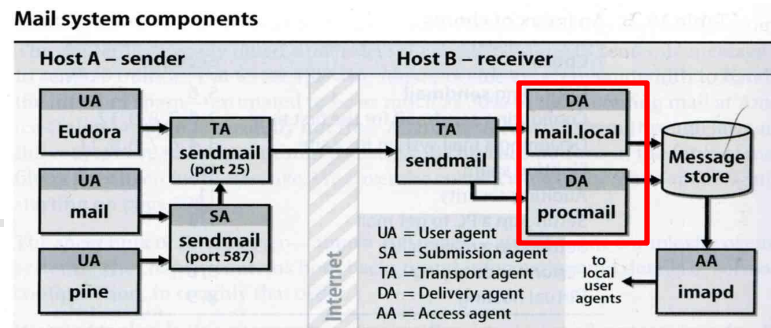 Mail system components
Host A – sender
Host B – receiver
UA
Eudora
UA
mail
UA
pine
TA
sendmail
(port 25)
SA
sendmail
(port 587)
Internet
TA
sendmail
DA
mail.local
DA
procmail
Message
store
AA
imapd
to
local
user
agents
UA = User agent
SA = Submission agent
TA = Transport agent
DA = Delivery agent
AA = Access agent